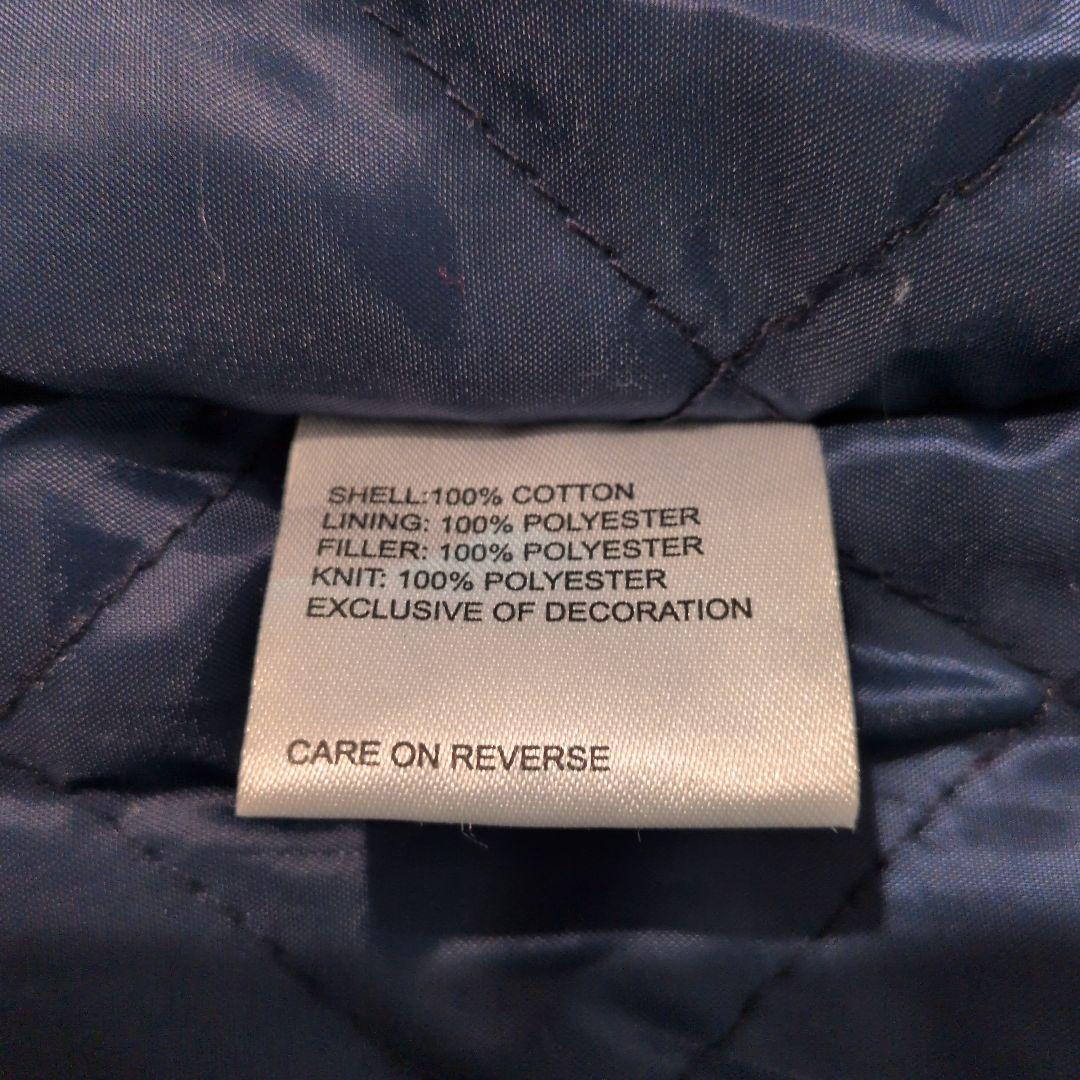 SHELL:100% COTTON
LINING: 100% POLYESTER
FILLER: 100% POLYESTER
KNIT: 100% POLYESTER
EXCLUSIVE OF DECORATION
CARE ON REVERSE